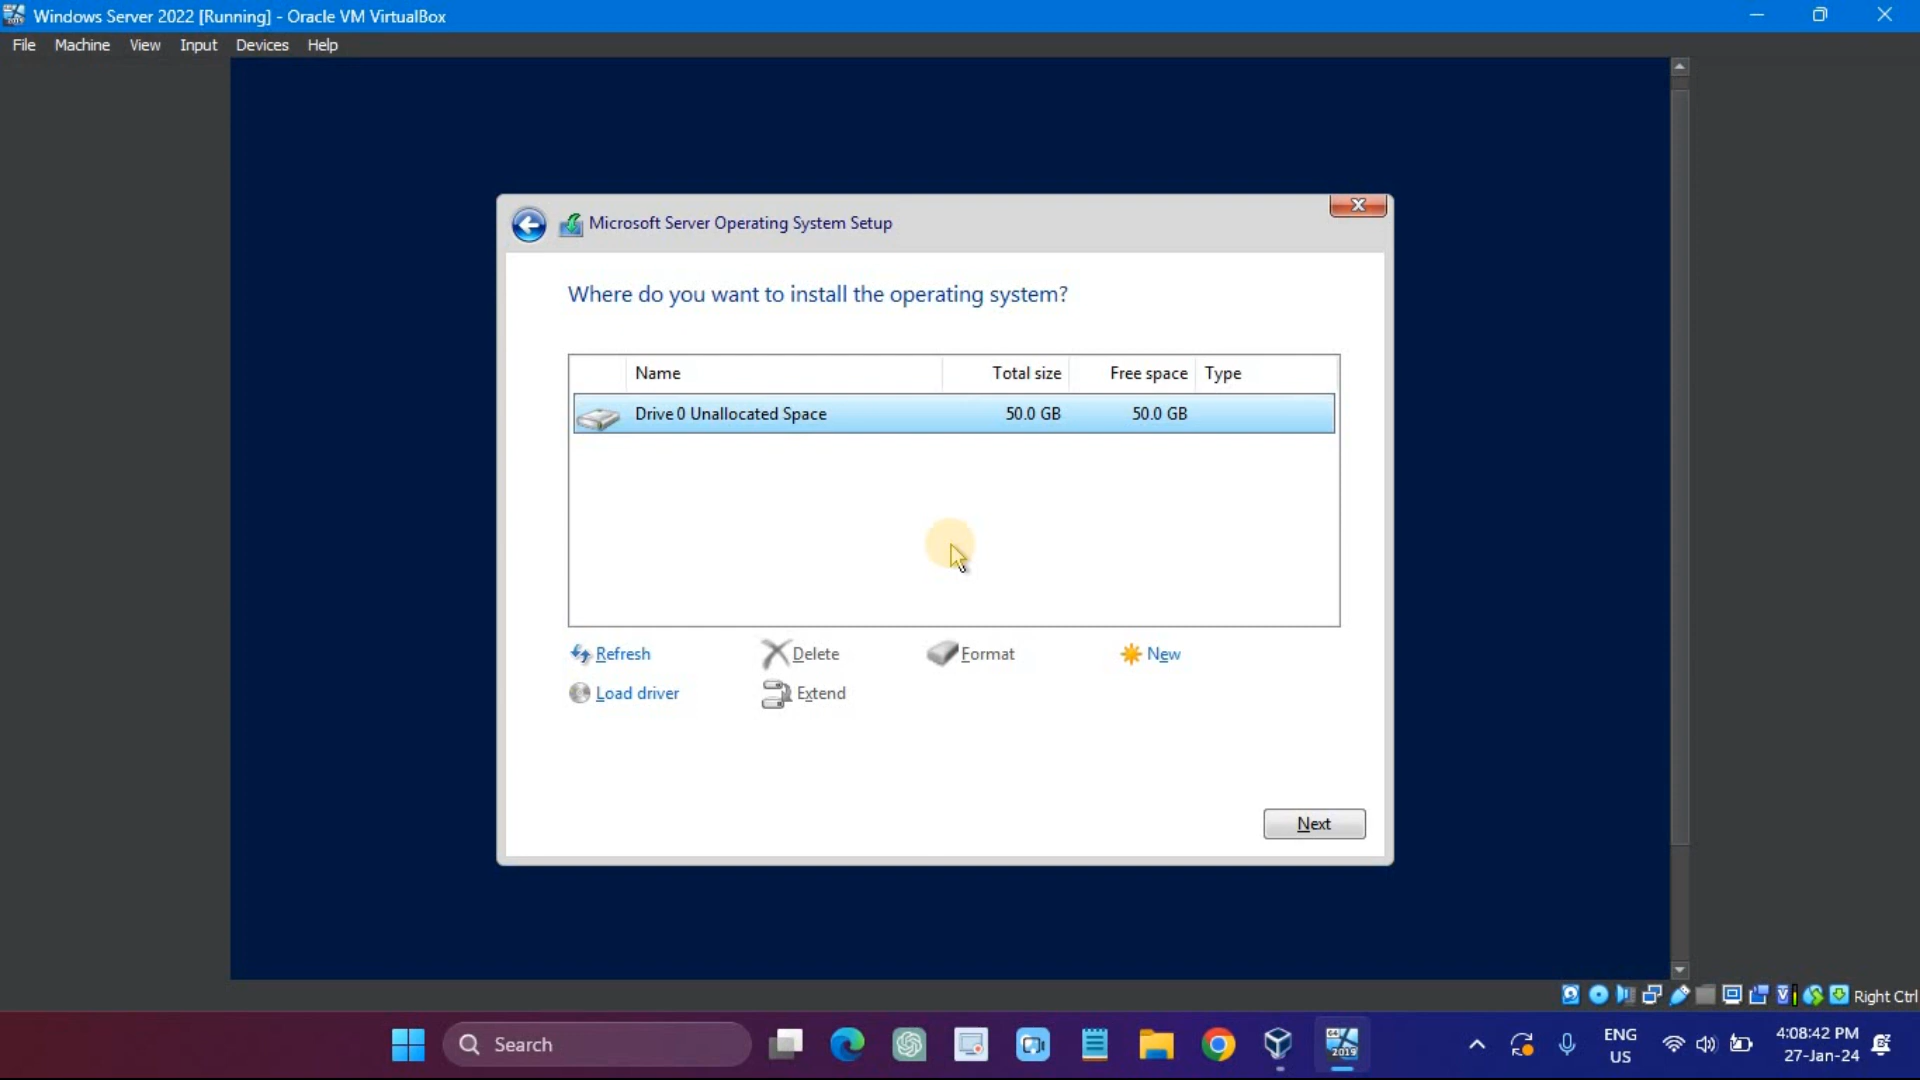 Windows Server 2022 [Running] - Oracle VM VirtualBox
File Machine View Input Devices Help
Microsoft Server Operating System Setup
Where do you want to install the operating system?
Name Total size Free space Type
Drive 0 Unallocated Space 50.0 GB 50.0 GB
Refresh Delete Format New
Load driver Extend
Next
Right Ctrl
Search
64
2019
ENG
US
4:08:42 PM
27-Jan-24